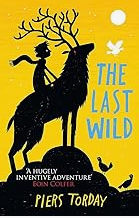 THE
LAST
WILD
'A HUGELY
INVENTIVE ADVENTURE'
EOIN COLFER
PIERS TORDAY